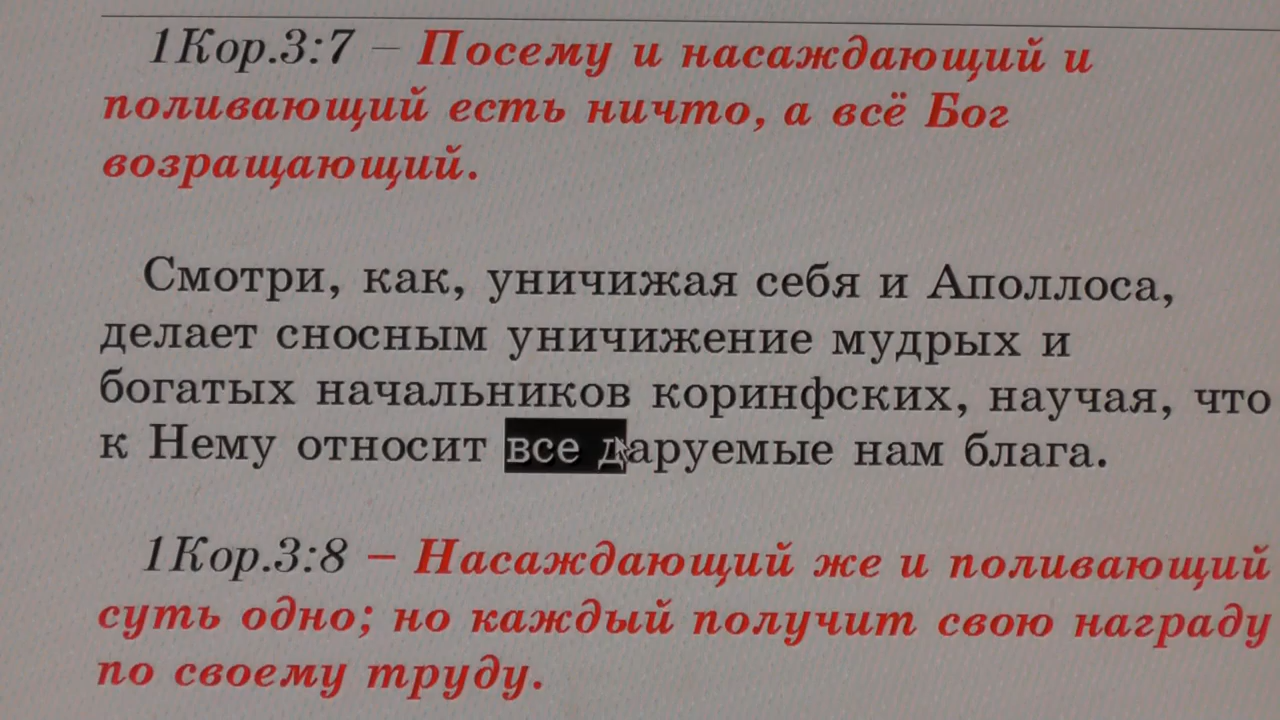 1Кор.3:7 – Посему и насаждающий и
поливающий есть ничто, а всё Бог
возращающий.
Смотри, как, уничижая себя и Аполлоса,
делает сносным уничижение мудрых и
богатых начальников коринфских, научая, что
к Нему относит все даруемые нам блага.
1Кор.3:8 – Насаждающий же и поливающий
суть одно; но каждый получит свою награду
по своему труду.